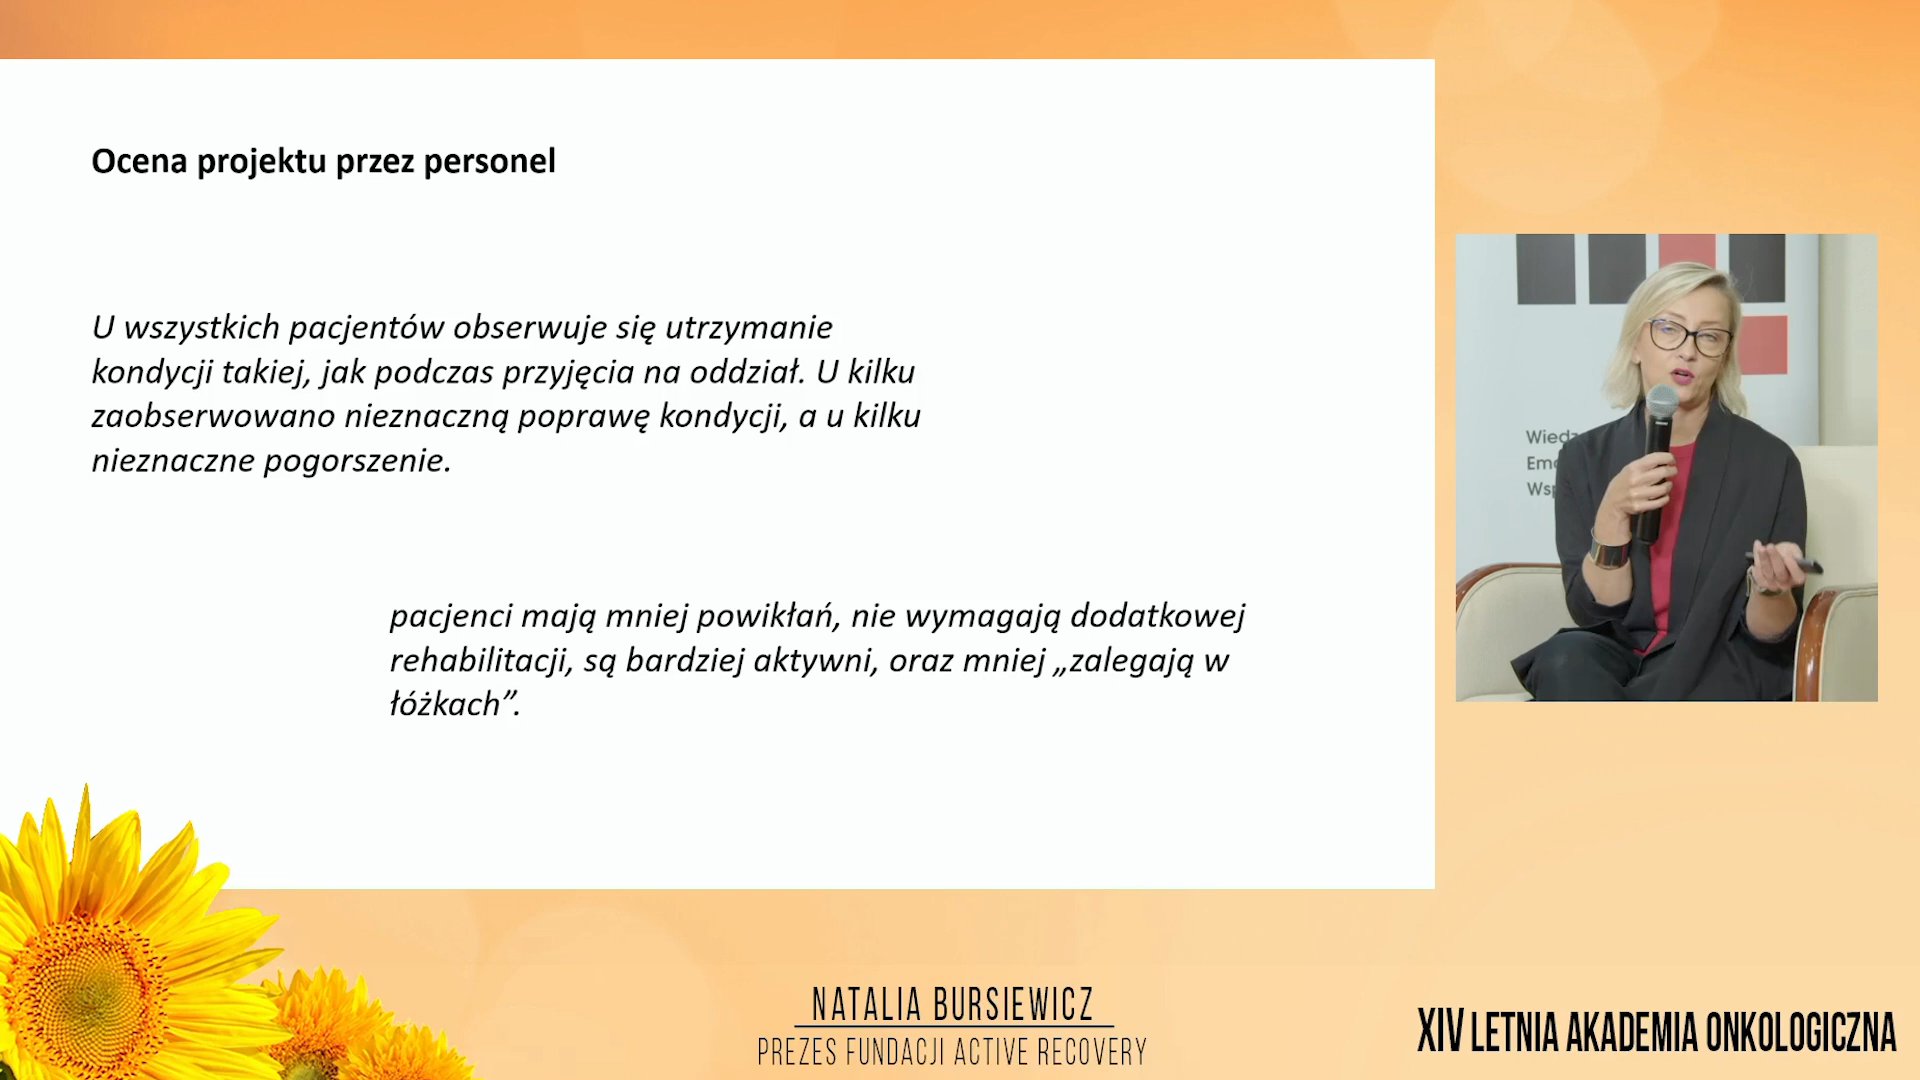 Ocena projektu przez personel
U wszystkich pacjentów obserwuje się utrzymanie
kondycji takiej, jak podczas przyjęcia na oddział. U kilku
zaobserwowano nieznaczną poprawę kondycji, a u kilku
nieznaczne pogorszenie.
pacjenci mają mniej powikłań, nie wymagają dodatkowej
rehabilitacji, są bardziej aktywni, oraz mniej „zalegają w
łóżkach”.
NATALIA BURSIEWICZ
PREZES FUNDACJI ACTIVE RECOVERY
XIV LETNIA AKADEMIA ONKOLOGICZNA